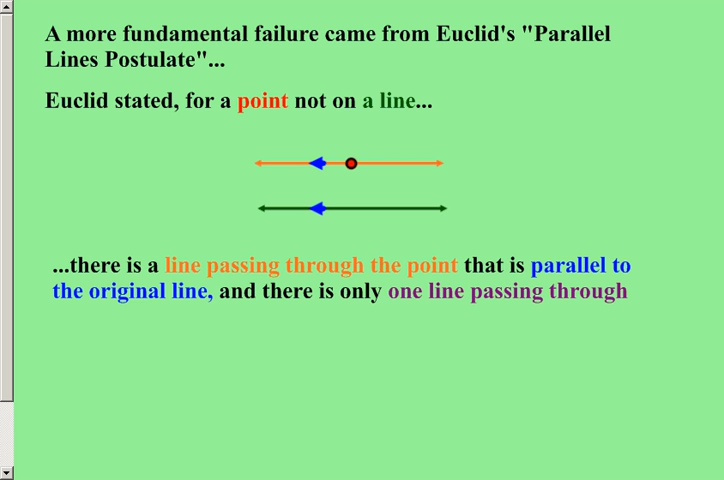 A more fundamental failure came from Euclid's "Parallel
Lines Postulate"...
Euclid stated, for a point not on a line...
...there is a line passing through the point that is parallel to
the original line, and there is only one line passing through